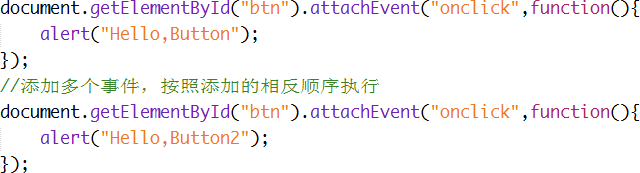 document.getElementById("btn").attachEvent("onclick",function(){
    alert("Hello,Button");
});
//添加多个事件，按照添加的相反顺序执行
document.getElementById("btn").attachEvent("onclick",function(){
    alert("Hello,Button2");
});